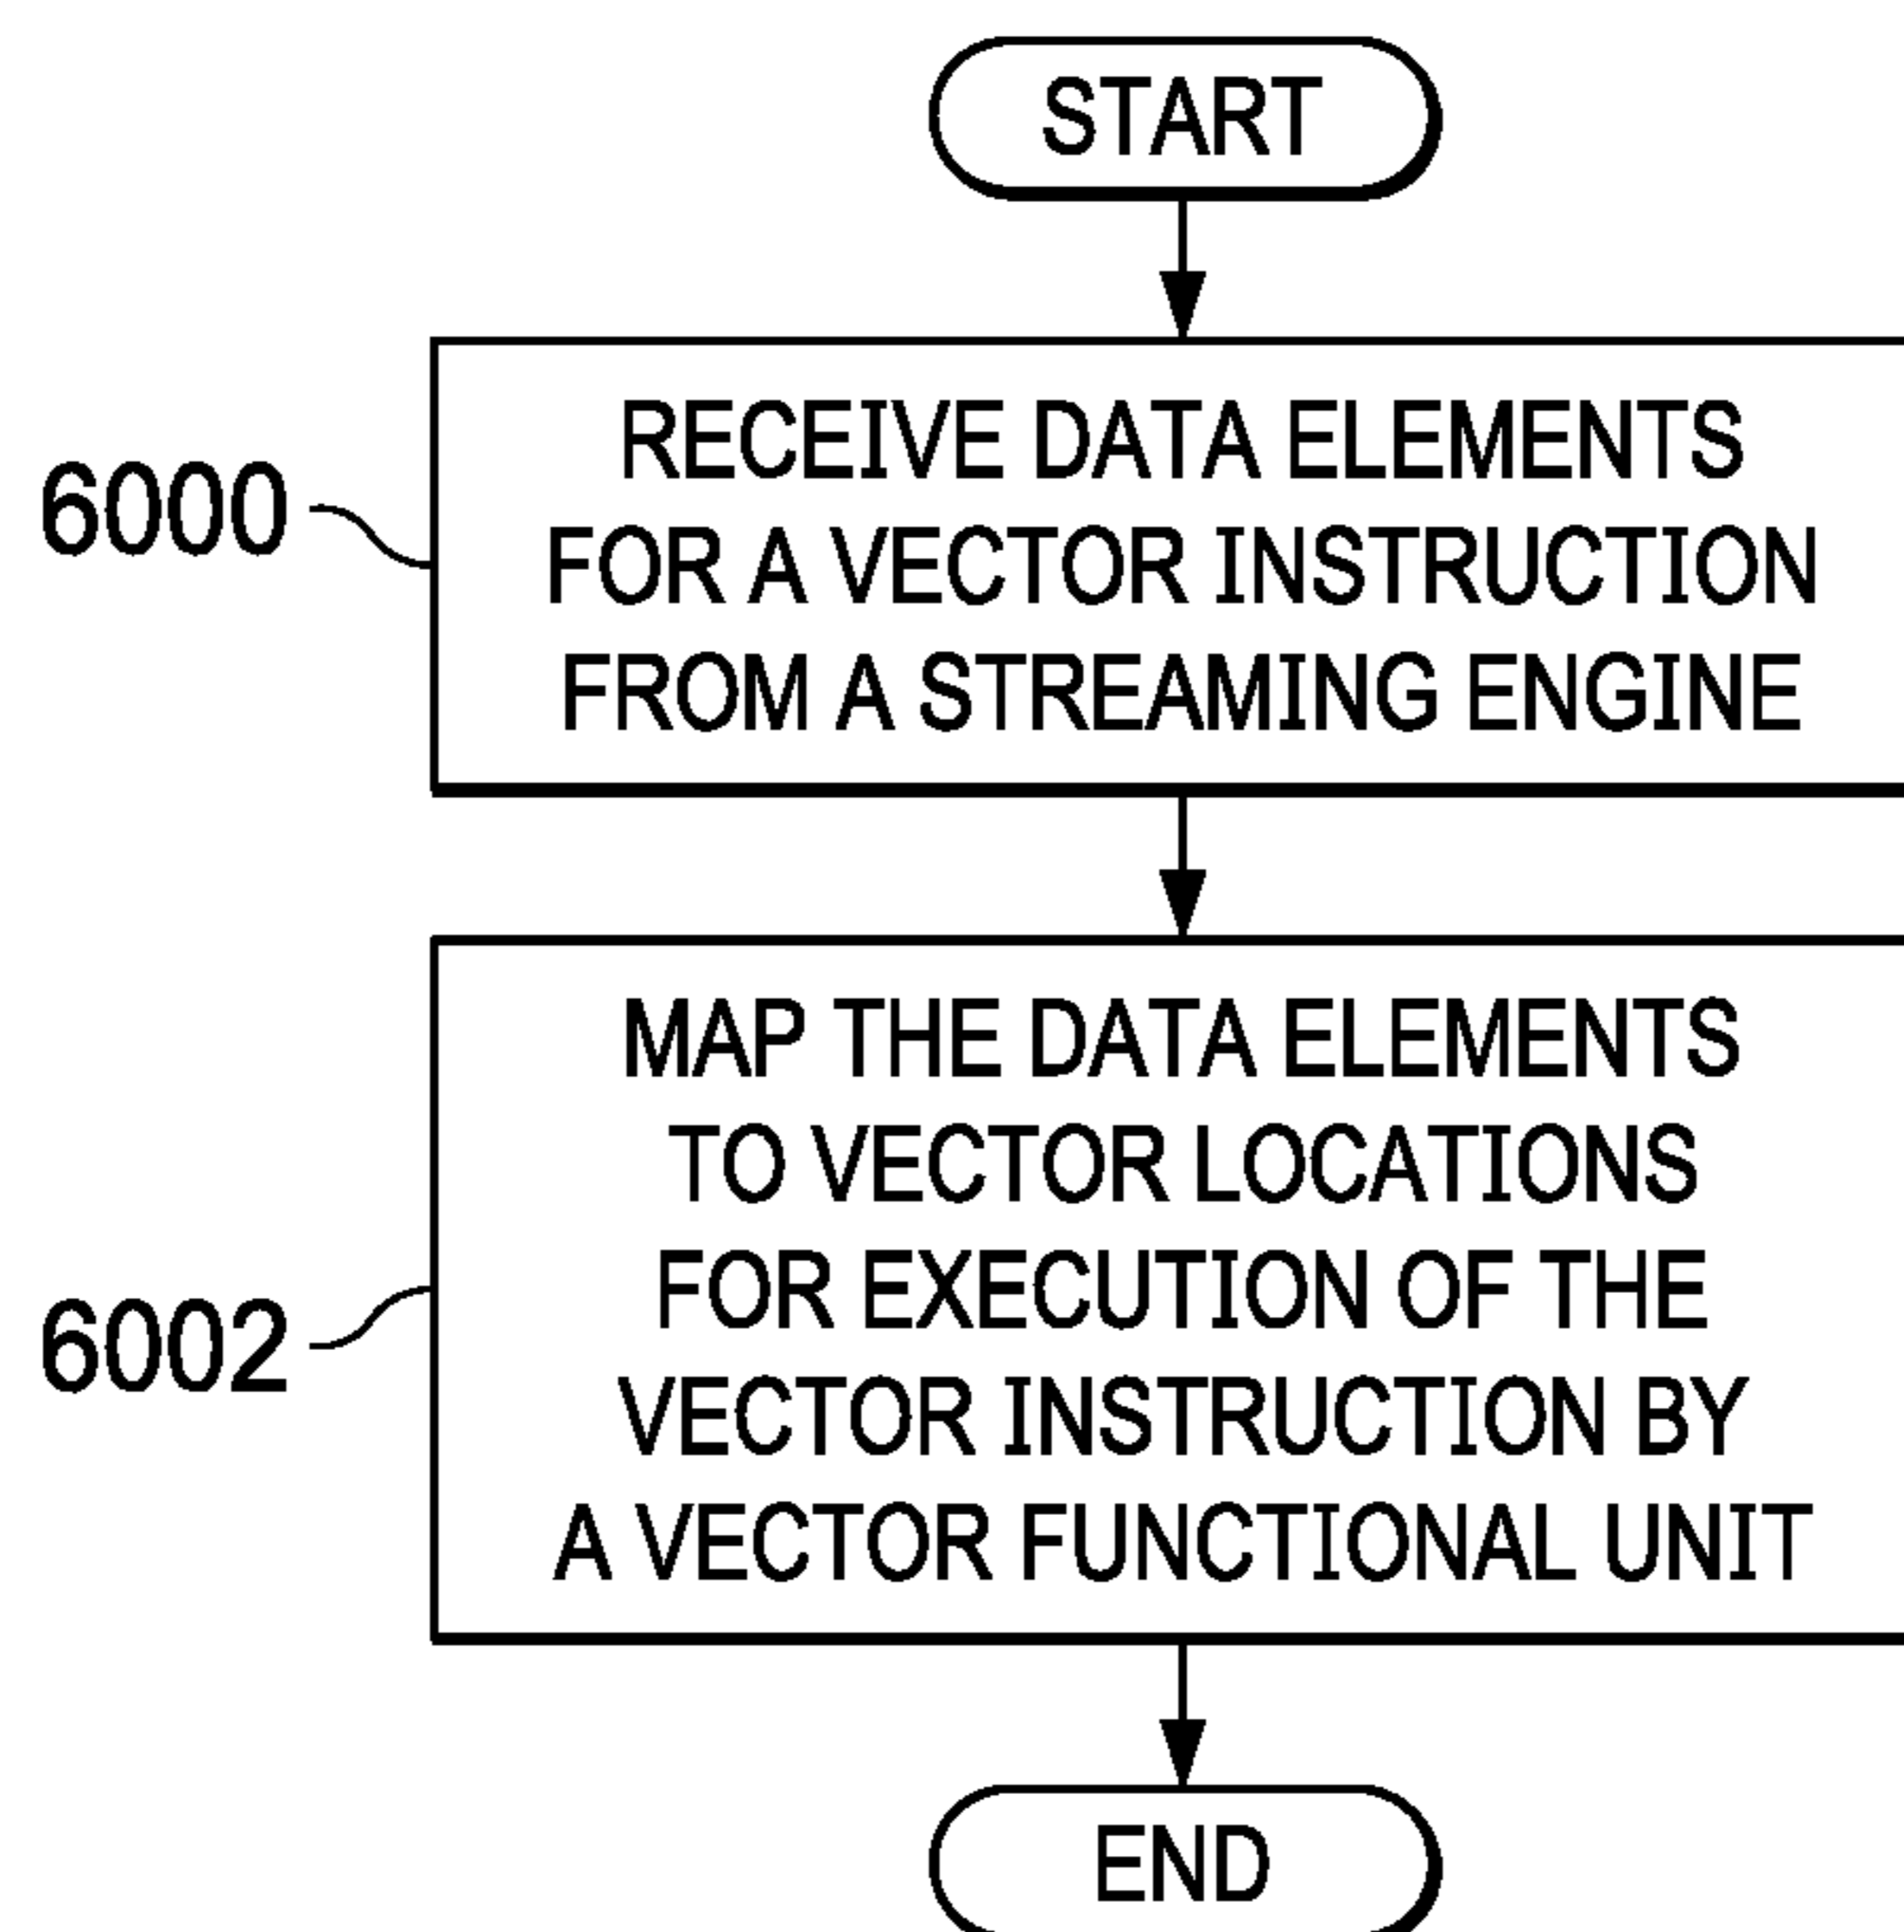 START
RECEIVE DATA ELEMENTS
FOR A VECTOR INSTRUCTION
FROM A STREAMING ENGINE
6000
MAP THE DATA ELEMENTS
TO VECTOR LOCATIONS
FOR EXECUTION OF THE
VECTOR INSTRUCTION BY
A VECTOR FUNCTIONAL UNIT
6002
END